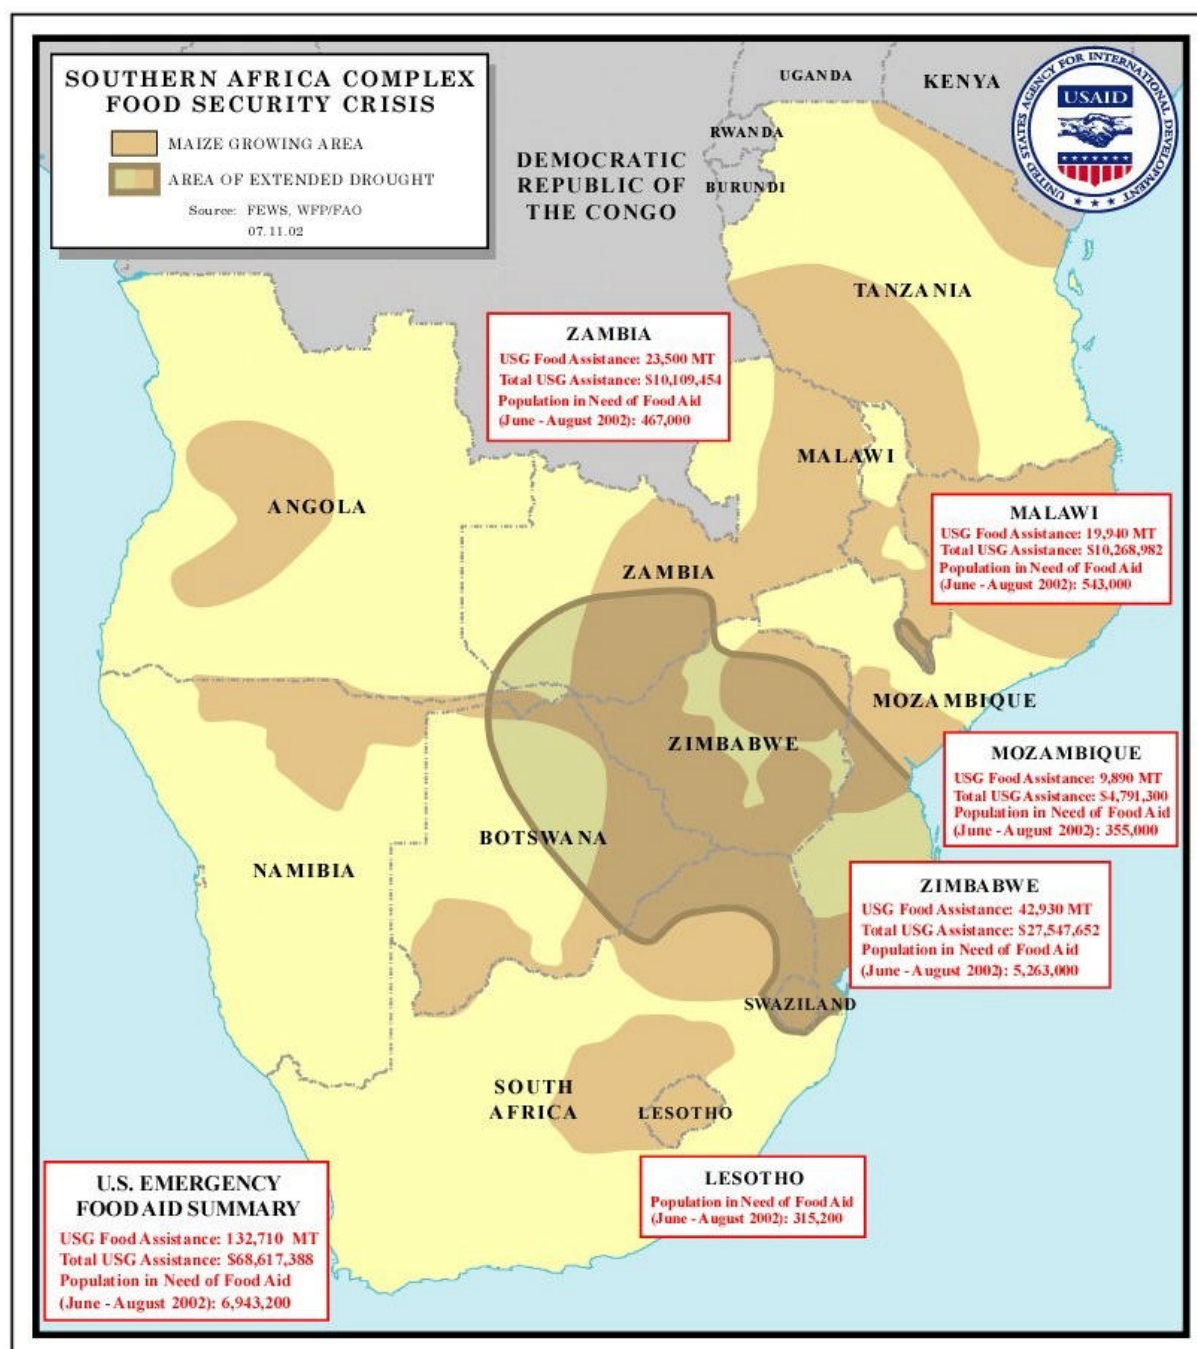 SOUTHERN AFRICA COMPLEX
FOOD SECURITY CRISIS
MAIZE GROWING AREA
AREA OF EXTENDED DROUGHT
Source: FEWS, WFP/FAO
07.11.02
UNITED STATES AGENCY FOR INTERNATIONAL DEVELOPMENT
USAID
UGANDA
KENYA
RWANDA
BURUNDI
DEMOCRATIC
REPUBLIC OF
THE CONGO
TANZANIA
ZAMBIA
USG Food Assistance: 23,500 MT
Total USG Assistance: $10,109,454
Population in Need of Food Aid
(June - August 2002): 467,000
MALAWI
ANGOLA
MALAWI
USG Food Assistance: 19,940 MT
Total USG Assistance: $10,268,982
Population in Need of Food Aid
(June - August 2002): 543,000
ZAMBIA
MOZAMBIQUE
ZIMBABWE
MOZAMBIQUE
USG Food Assistance: 9,890 MT
Total USG Assistance: $4,791,300
Population in Need of Food Aid
(June - August 2002): 355,000
BOTSWANA
NAMIBIA
ZIMBABWE
USG Food Assistance: 42,930 MT
Total USG Assistance: $27,547,652
Population in Need of Food Aid
(June - August 2002): 5,263,000
SWAZILAND
SOUTH
AFRICA
LESOTHO
LESOTHO
Population in Need of Food Aid
(June - August 2002): 315,200
U.S. EMERGENCY
FOOD AID SUMMARY
USG Food Assistance: 132,710 MT
Total USG Assistance: $68,617,388
Population in Need of Food Aid
(June - August 2002): 6,943,200